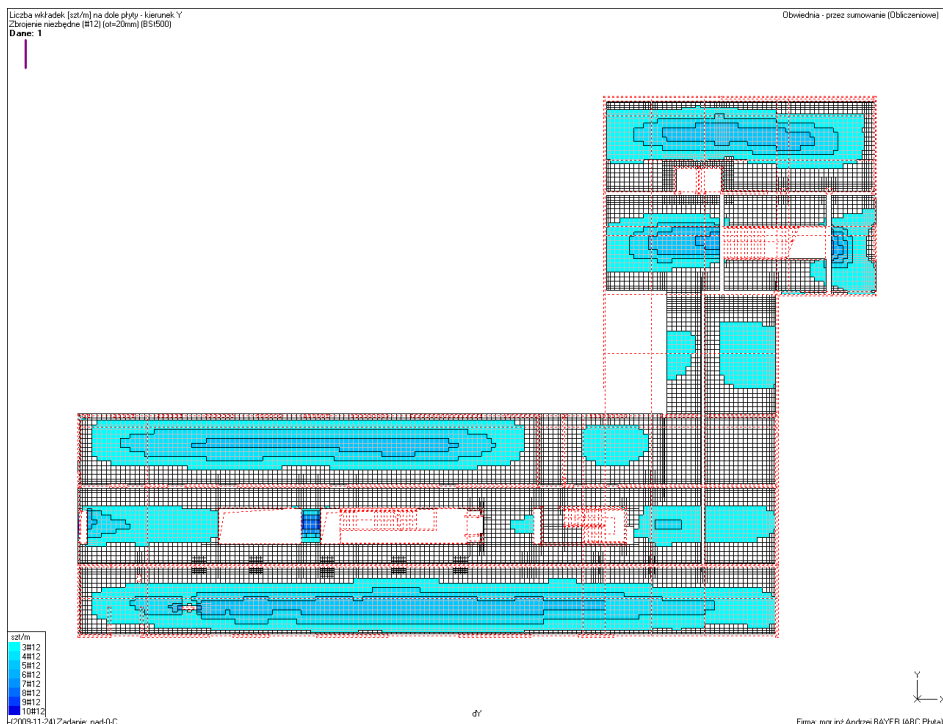 Liczba wkładek [szt/m] na dole płyty - kierunek Y
Obwiednia - przez sumowanie (Obliczeniowe)
Zbrojenie niezbędne (#12) (ot=20mm) (BSt500)
Dane: 1
szt/m
3#12
4#12
5#12
6#12
7#12
8#12
9#12
10#12
Y
X
dY
(2009-11-24) Zadanie: nad-0-C
Firma: mgr inż Andrzej BAYER (ABC Płyta)